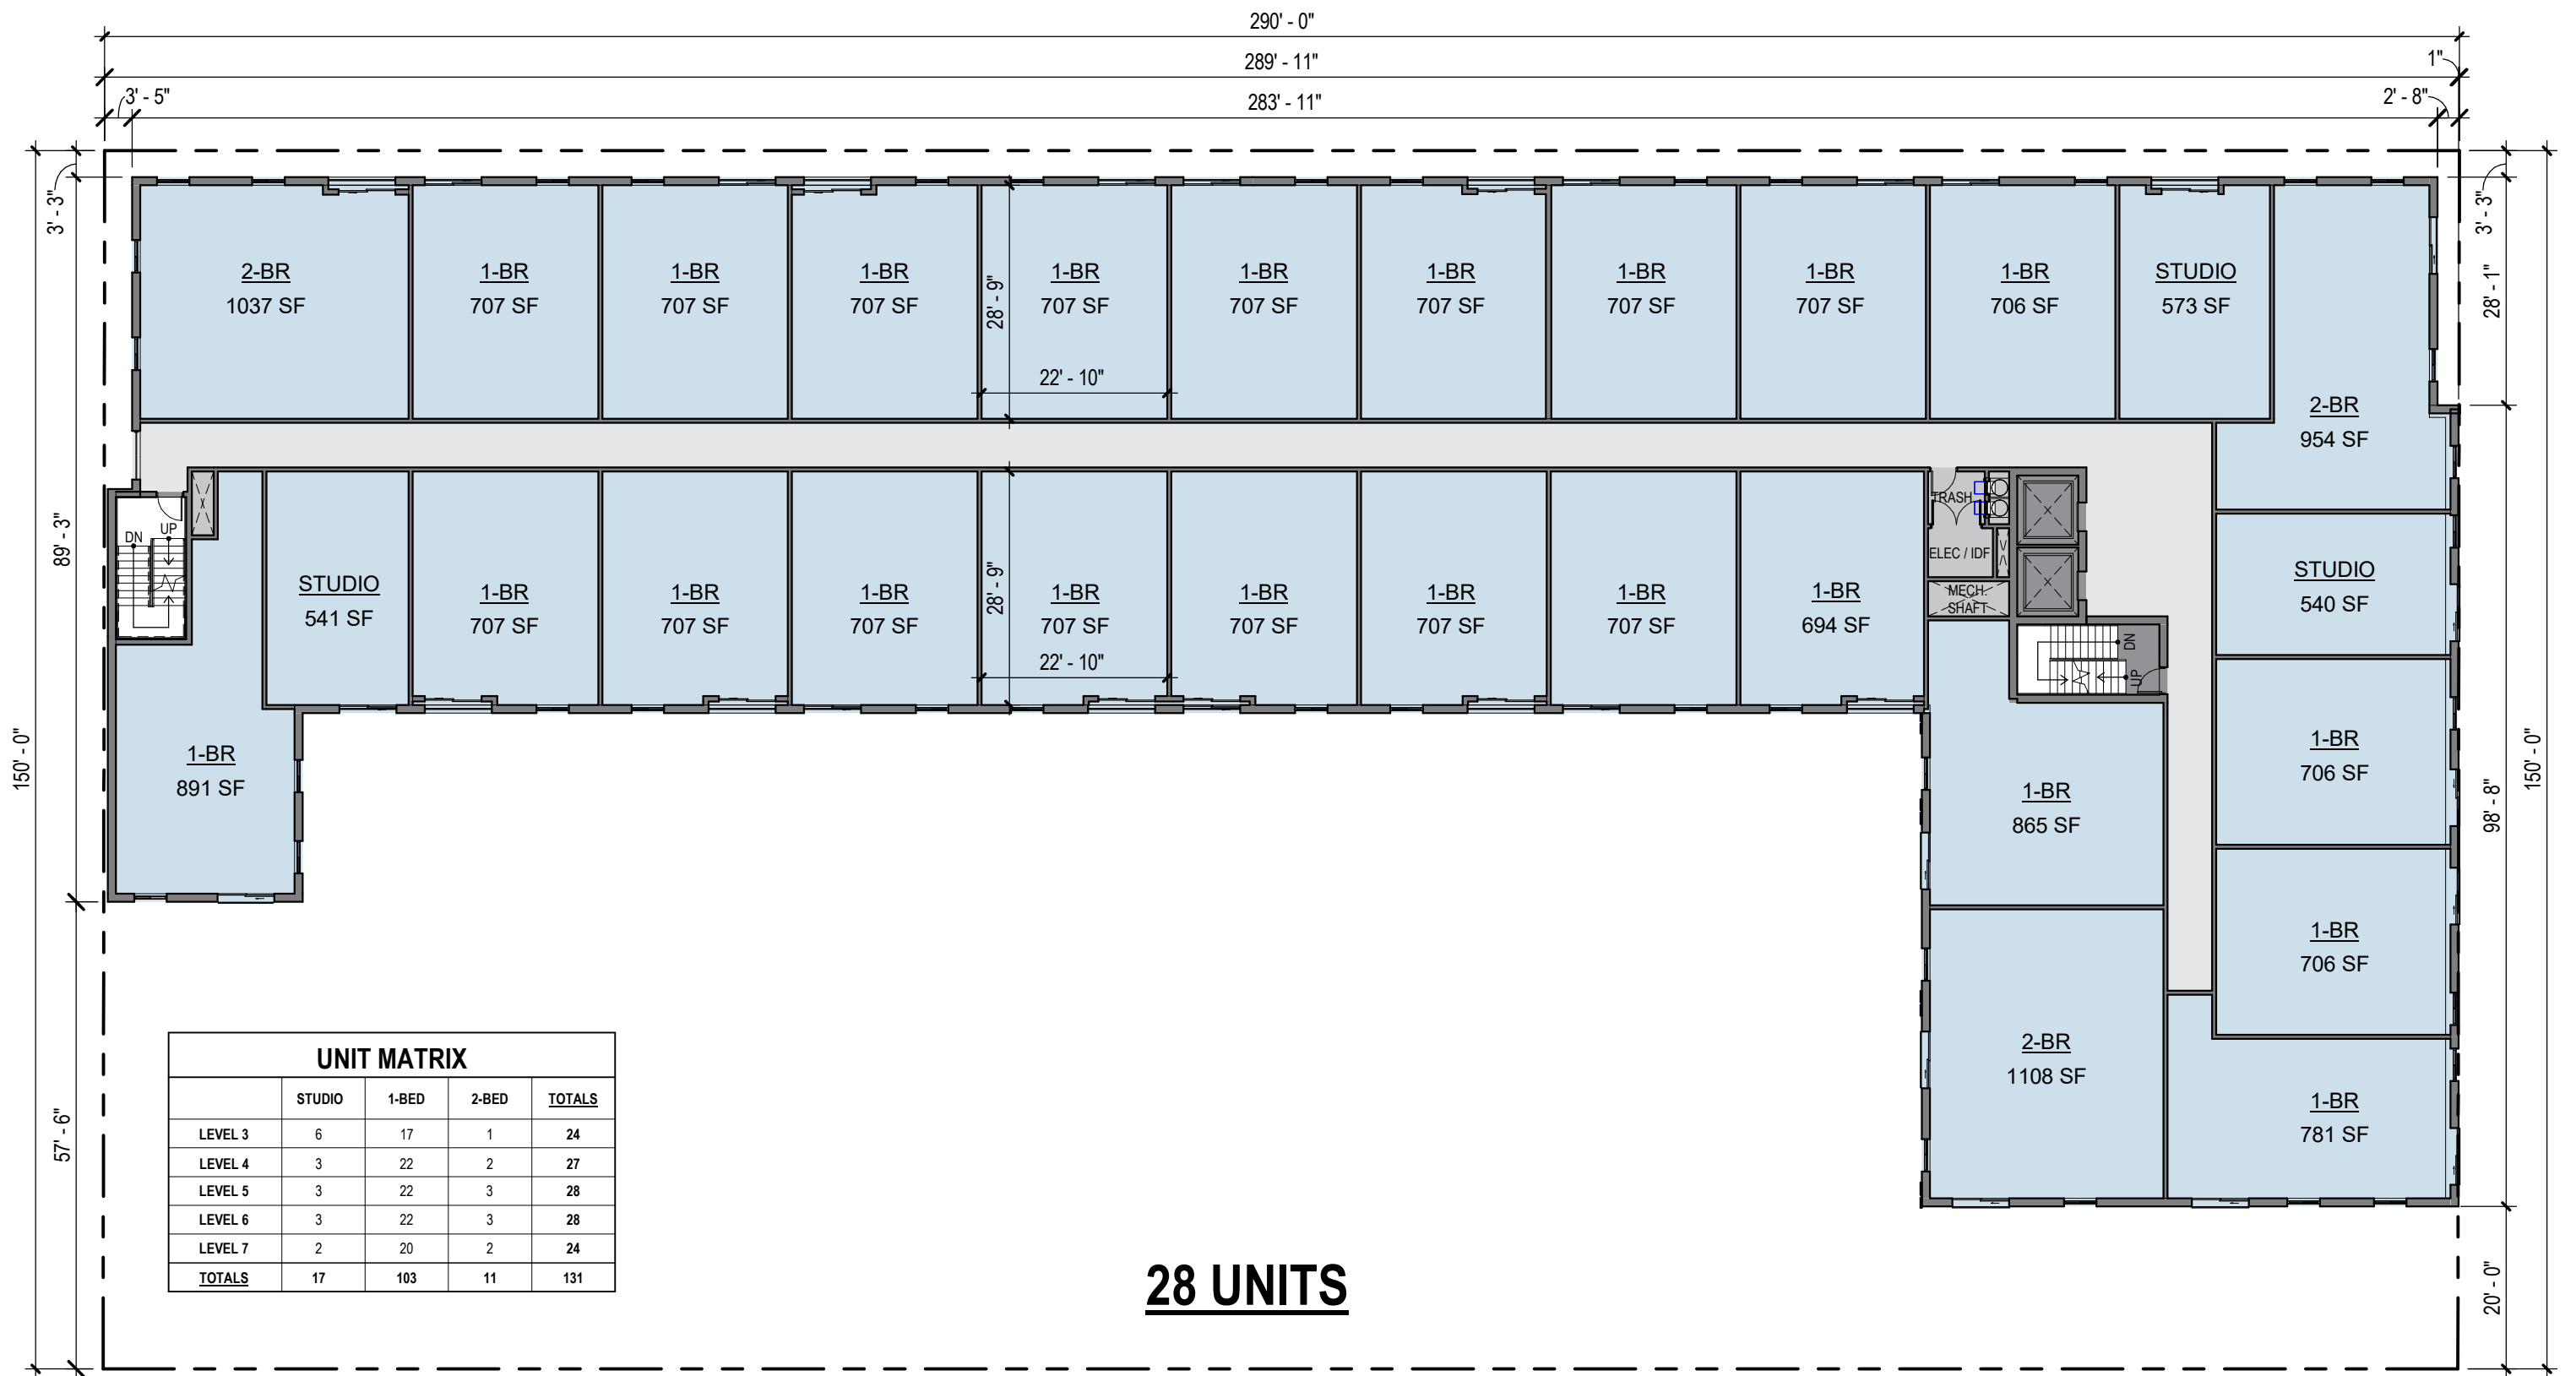 290' - 0"
289' - 11"
1"
3' - 5"
283' - 11"
2' - 8"
3' - 3"
3' - 3"
2-BR
1037 SF
1-BR
707 SF
1-BR
707 SF
1-BR
707 SF
1-BR
707 SF
1-BR
707 SF
1-BR
707 SF
1-BR
707 SF
1-BR
707 SF
1-BR
706 SF
STUDIO
573 SF
28' - 9"
22' - 10"
28' - 1"
2-BR
954 SF
89' - 3"
DN
UP
STUDIO
541 SF
1-BR
707 SF
1-BR
707 SF
1-BR
707 SF
1-BR
707 SF
1-BR
707 SF
1-BR
707 SF
1-BR
707 SF
1-BR
694 SF
28' - 9"
22' - 10"
TRASH
ELEC / IDF
MECH.
SHAFT
DN
UP
STUDIO
540 SF
1-BR
706 SF
1-BR
891 SF
1-BR
865 SF
150' - 0"
150' - 0"
98' - 8"
1-BR
706 SF
2-BR
1108 SF
1-BR
781 SF
57' - 6"
20' - 0"
UNIT MATRIX
STUDIO 1-BED 2-BED TOTALS
LEVEL 3 6 17 1 24
LEVEL 4 3 22 2 27
LEVEL 5 3 22 3 28
LEVEL 6 3 22 3 28
LEVEL 7 2 20 2 24
TOTALS 17 103 11 131
28 UNITS